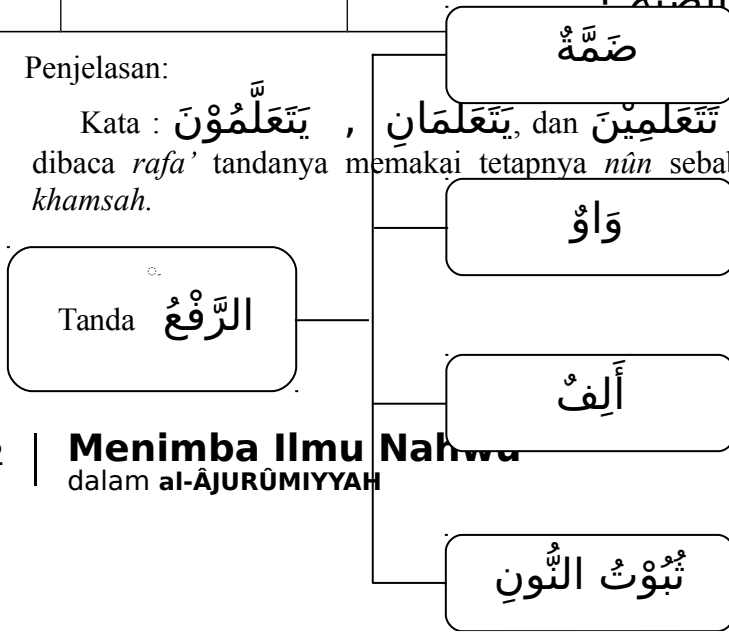 ضَمَّةٌ
Penjelasan:
Kata : يَتَعَلَّمُوْنَ , يَتَعَلَّمَانِ, dan تَتَعَلَّمِيْنَ
dibaca rafa’ tandanya memakai tetapnya nûn
khamsah.
وَاوٌ
Tanda الرَّفْعُ
أَلِفٌ
Menimba Ilmu Nahwu
dalam al-ÂJURÛMIYYAH
ثُبُوْتُ النُّونِ